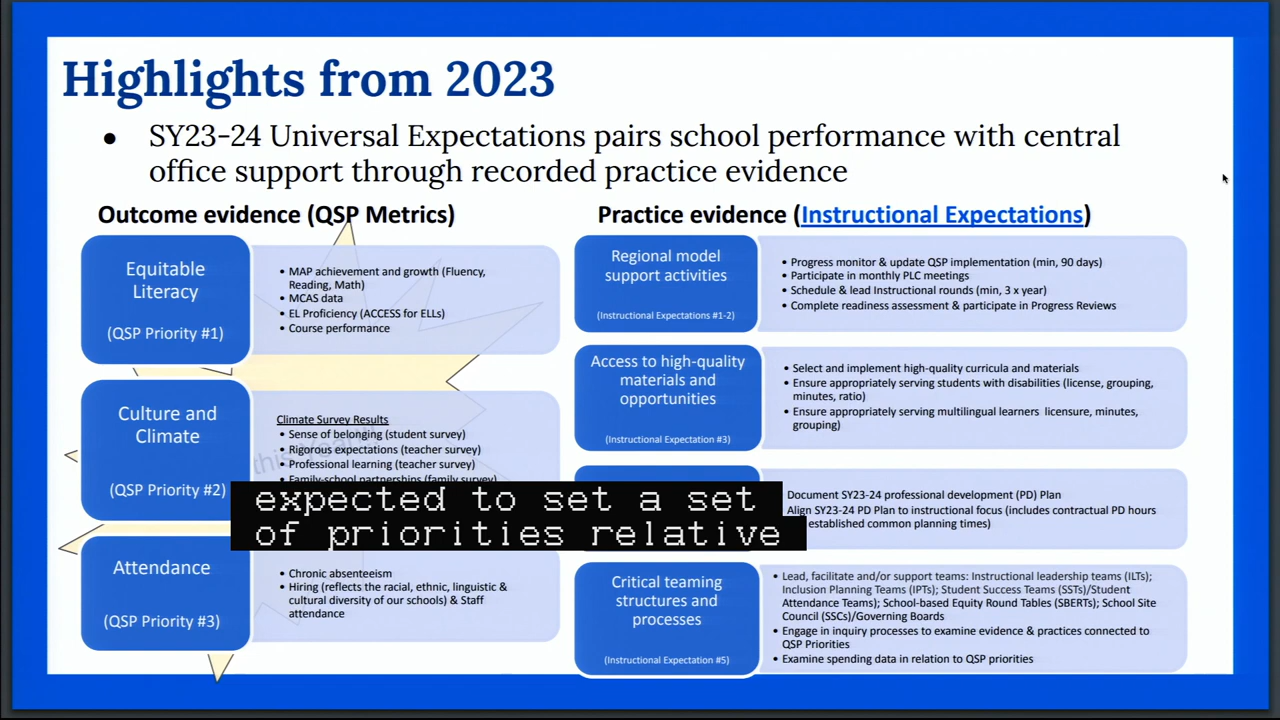 Highlights from 2023
● SY23-24 Universal Expectations pairs school performance with central
office support through recorded practice evidence
Outcome evidence (QSP Metrics)
Equitable
Literacy
(QSP Priority #1)
• MAP achievement and growth (Fluency,
Reading, Math)
• MCAS data
• EL Proficiency (ACCESS for ELLs)
• Course performance
Culture and
Climate
(QSP Priority #2)
Climate Survey Results
• Sense of belonging (student survey)
• Rigorous expectations (teacher survey)
• Professional learning (teacher survey)
• Family-school partnerships (family survey)
this Year
Attendance
(QSP Priority #3)
• Chronic absenteeism
• Hiring (reflects the racial, ethnic, linguistic &
cultural diversity of our schools) & Staff
attendance
Practice evidence (Instructional Expectations)
Regional model
support activities
(Instructional Expectations #1-2)
• Progress monitor & update QSP implementation (min, 90 days)
• Participate in monthly PLC meetings
• Schedule & lead Instructional rounds (min, 3 x year)
• Complete readiness assessment & participate in Progress Reviews
Access to high-quality
materials and
opportunities
(Instructional Expectation #3)
• Select and implement high-quality curricula and materials
• Ensure appropriately serving students with disabilities (license, grouping,
minutes, ratio)
• Ensure appropriately serving multilingual learners licensure, minutes,
grouping)
Document SY23-24 professional development (PD) Plan
Align SY23-24 PD Plan to instructional focus (includes contractual PD hours
established common planning times)
Critical teaming
structures and
processes
(Instructional Expectation #5)
• Lead, facilitate and/or support teams: Instructional leadership teams (ILTs);
Inclusion Planning Teams (IPTs); Student Success Teams (SSTs)/Student
Attendance Teams); School-based Equity Round Tables (SBERTs); School Site
Council (SSCs)/Governing Boards
• Engage in inquiry processes to examine evidence & practices connected to
QSP Priorities
• Examine spending data in relation to QSP priorities
expected to set a set
of priorities relative